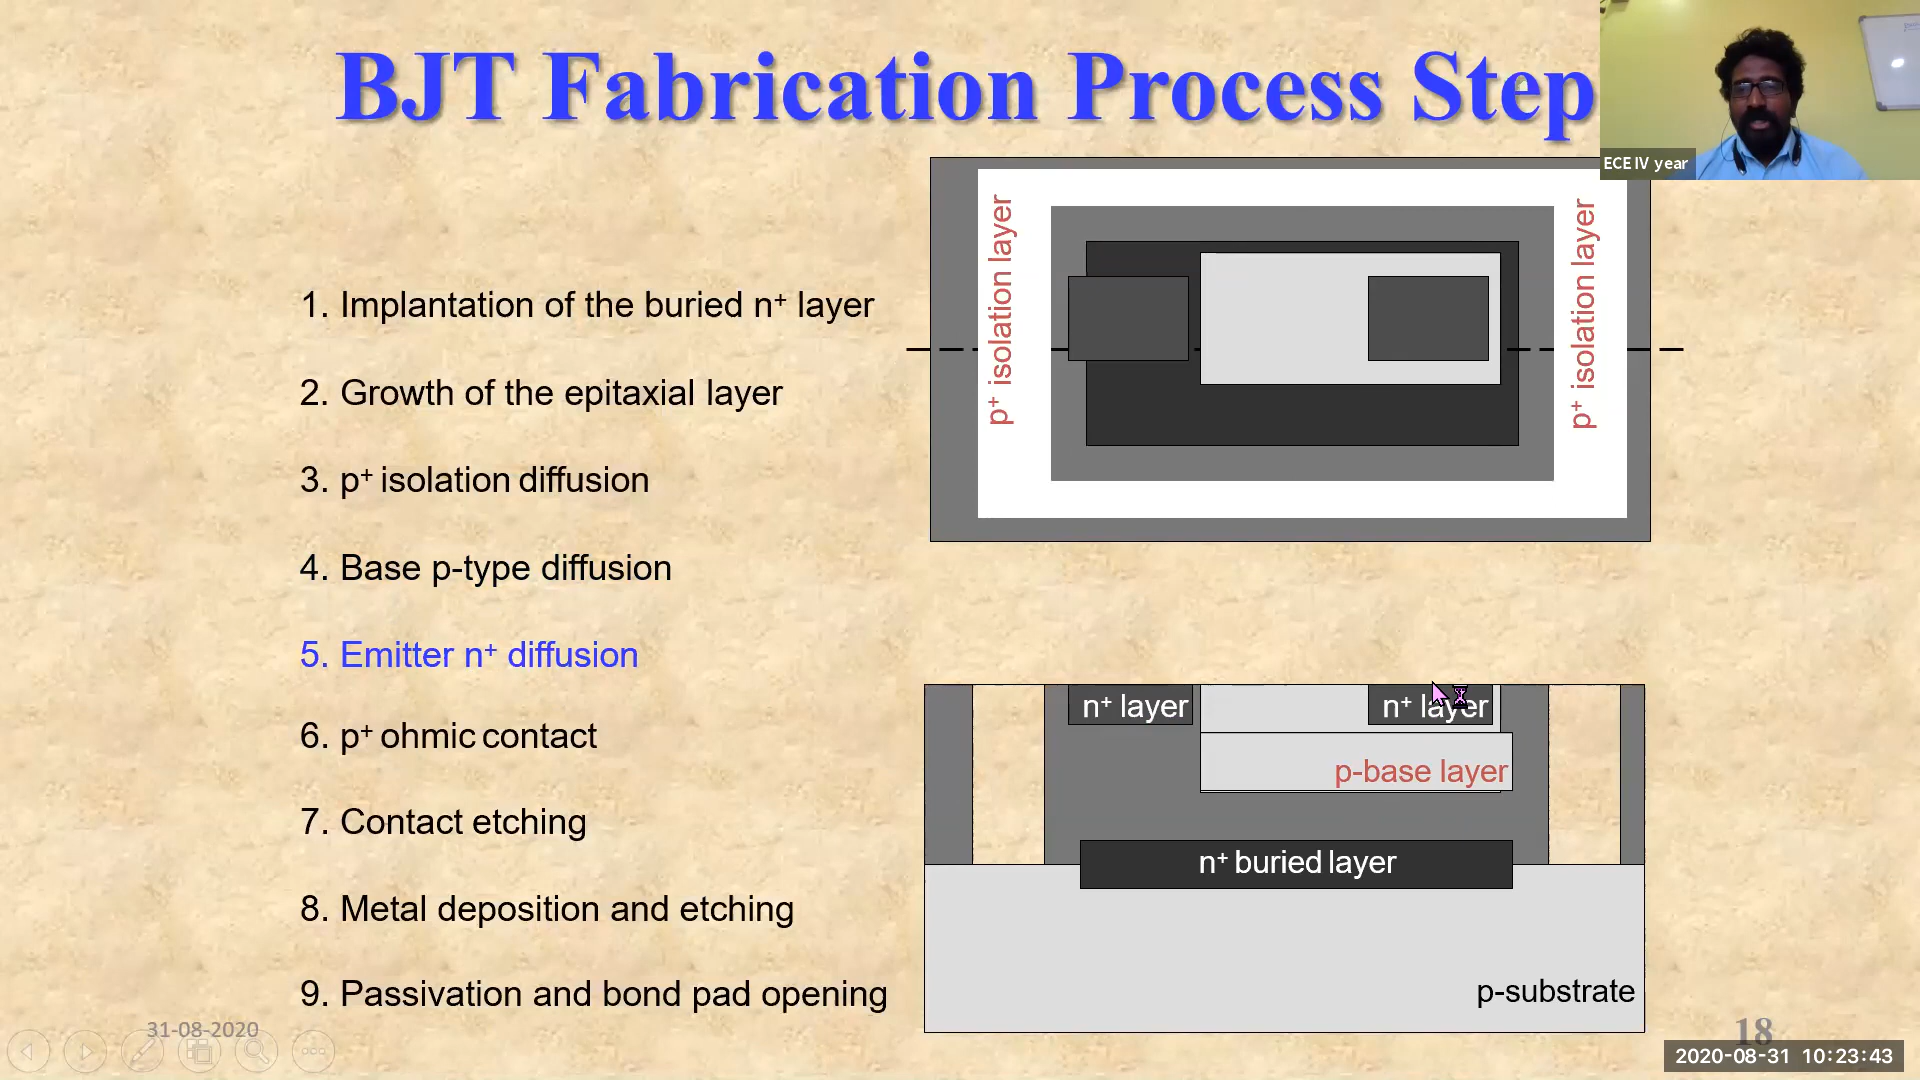 BJT Fabrication Process Step
ECE IV year
1. Implantation of the buried n⁺ layer
2. Growth of the epitaxial layer
3. p⁺ isolation diffusion
4. Base p-type diffusion
5. Emitter n⁺ diffusion
6. p⁺ ohmic contact
7. Contact etching
8. Metal deposition and etching
9. Passivation and bond pad opening
p⁺ isolation layer
p⁺ isolation layer
n⁺ layer
n⁺ layer
p-base layer
n⁺ buried layer
p-substrate
31-08-2020
18
2020-08-31 10:23:43